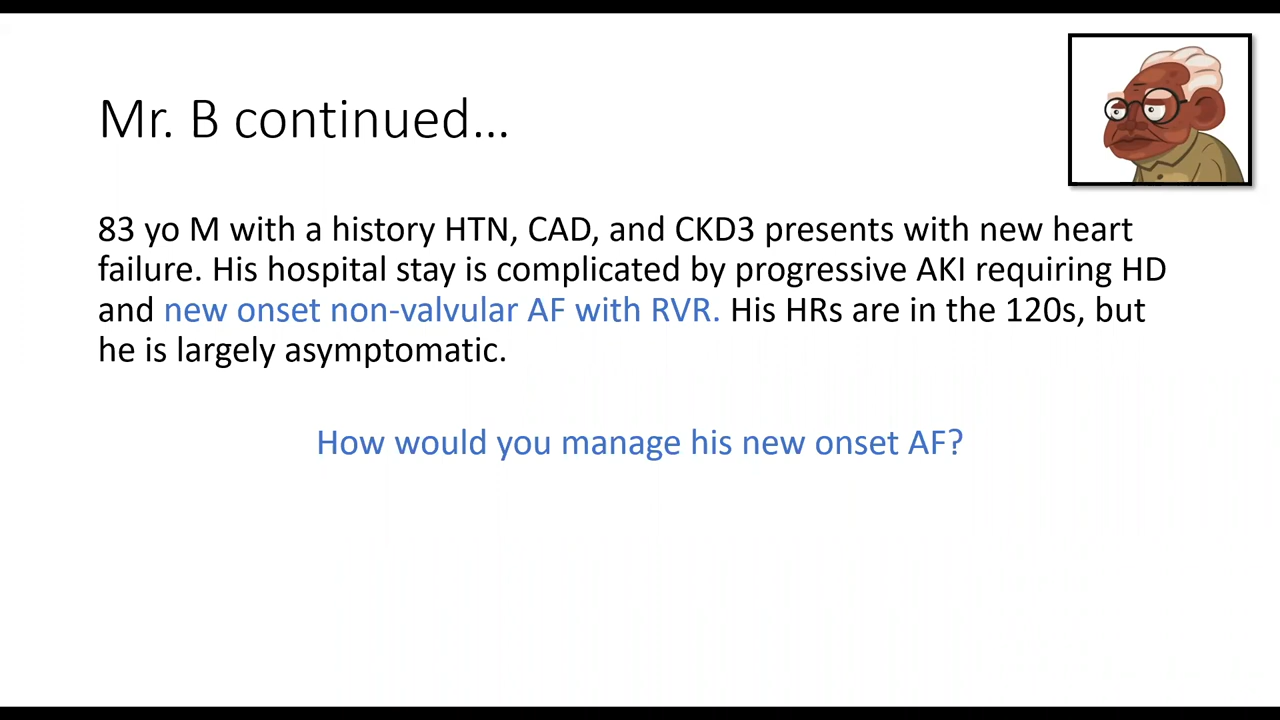 Mr. B continued…
83 yo M with a history HTN, CAD, and CKD3 presents with new heart
failure. His hospital stay is complicated by progressive AKI requiring HD
and new onset non-valvular AF with RVR. His HRs are in the 120s, but
he is largely asymptomatic.
How would you manage his new onset AF?